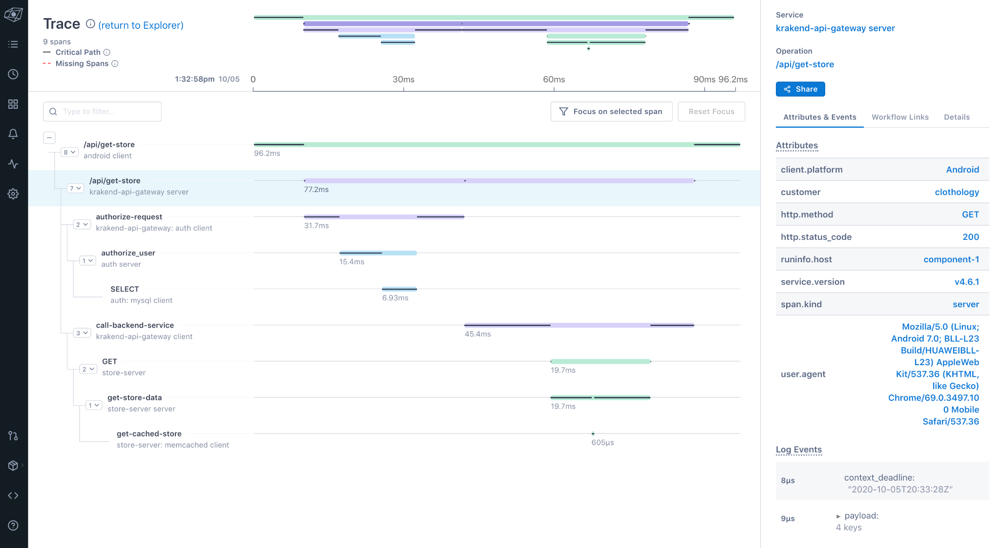 Trace (return to Explorer)
9 spans
Critical Path
Missing Spans
1:32:58pm 10/05 0 30ms 60ms 90ms 96.2ms
Type to filter...
Focus on selected span
Reset Focus
8 /api/get-store
android client
96.2ms
7 /api/get-store
krakend-api-gateway server
77.2ms
2 authorize-request
krakend-api-gateway: auth client
31.7ms
1 authorize_user
auth server
15.4ms
SELECT
auth: mysql client
6.93ms
3 call-backend-service
krakend-api-gateway client
45.4ms
2 GET
store-server
19.7ms
1 get-store-data
store-server server
19.7ms
get-cached-store
store-server: memcached client
605μs
Service
krakend-api-gateway server
Operation
/api/get-store
Share
Attributes & Events Workflow Links Details
Attributes
client.platform Android
customer clothology
http.method GET
http.status_code 200
runinfo.host component-1
service.version v4.6.1
span.kind server
user.agent
Mozilla/5.0 (Linux;
Android 7.0; BLL-L23
Build/HUAWEIBLL-
L23) AppleWeb
Kit/537.36 (KHTML,
like Gecko)
Chrome/69.0.3497.10
0 Mobile
Safari/537.36
Log Events
8μs context_deadline:
"2020-10-05T20:33:28Z"
9μs payload:
4 keys